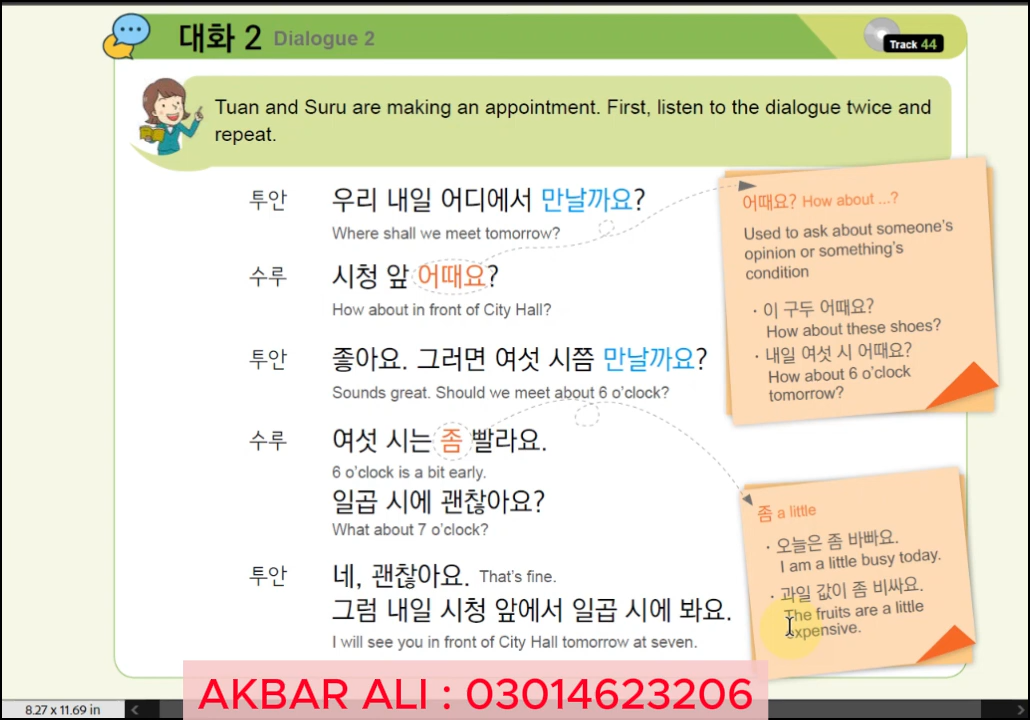 대화 2 Dialogue 2
Track 44
Tuan and Suru are making an appointment. First, listen to the dialogue twice and
repeat.
투안 우리 내일 어디에서 만날까요?
Where shall we meet tomorrow?
수루 시청 앞 어때요?
How about in front of City Hall?
투안 좋아요. 그러면 여섯 시쯤 만날까요?
Sounds great. Should we meet about 6 o'clock?
수루 여섯 시는 좀 빨라요.
6 o'clock is a bit early.
일곱 시에 괜찮아요?
What about 7 o'clock?
투안 네, 괜찮아요. That's fine.
그럼 내일 시청 앞에서 일곱 시에 봐요.
I will see you in front of City Hall tomorrow at seven.
어때요? How about ...?
Used to ask about someone's
opinion or something's
condition
· 이 구두 어때요?
How about these shoes?
· 내일 여섯 시 어때요?
How about 6 o'clock
tomorrow?
좀 a little
· 오늘은 좀 바빠요.
I am a little busy today.
· 과일 값이 좀 비싸요.
The fruits are a little
expensive.
AKBAR ALI : 03014623206
8.27 x 11.69 in